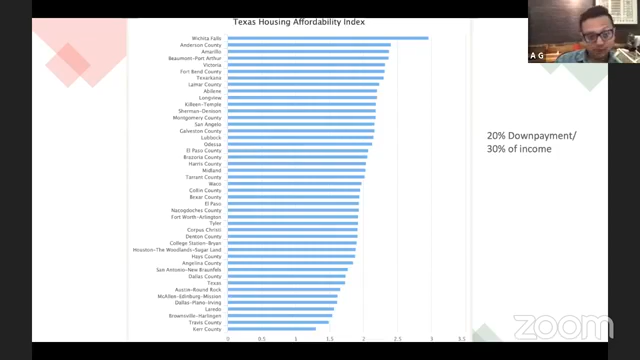 Texas Housing Affordability Index
Wichita Falls
Anderson County
Amarillo
Beaumont-Port Arthur
Victoria
Fort Bend County
Texarkana
Lamar County
Abilene
Longview
Killeen-Temple
Sherman-Denison
Montgomery County
San Angelo
Galveston County
Lubbock
Odessa
El Paso County
Brazoria County
Harris County
Midland
Tarrant County
Waco
Collin County
Bexar County
El Paso
Nacogdoches County
Fort Worth-Arlington
Tyler
Corpus Christi
Denton County
College Station-Bryan
Houston-The Woodlands-Sugar Land
Hays County
Angelina County
San Antonio-New Braunfels
Dallas County
Texas
Austin-Round Rock
McAllen-Edinburg-Mission
Dallas-Plano-Irving
Laredo
Brownsville-Harlingen
Travis County
Kerr County
0 0.5 1 1.5 2 2.5 3 3.5
20% Downpayment/
30% of income
A G
zoom